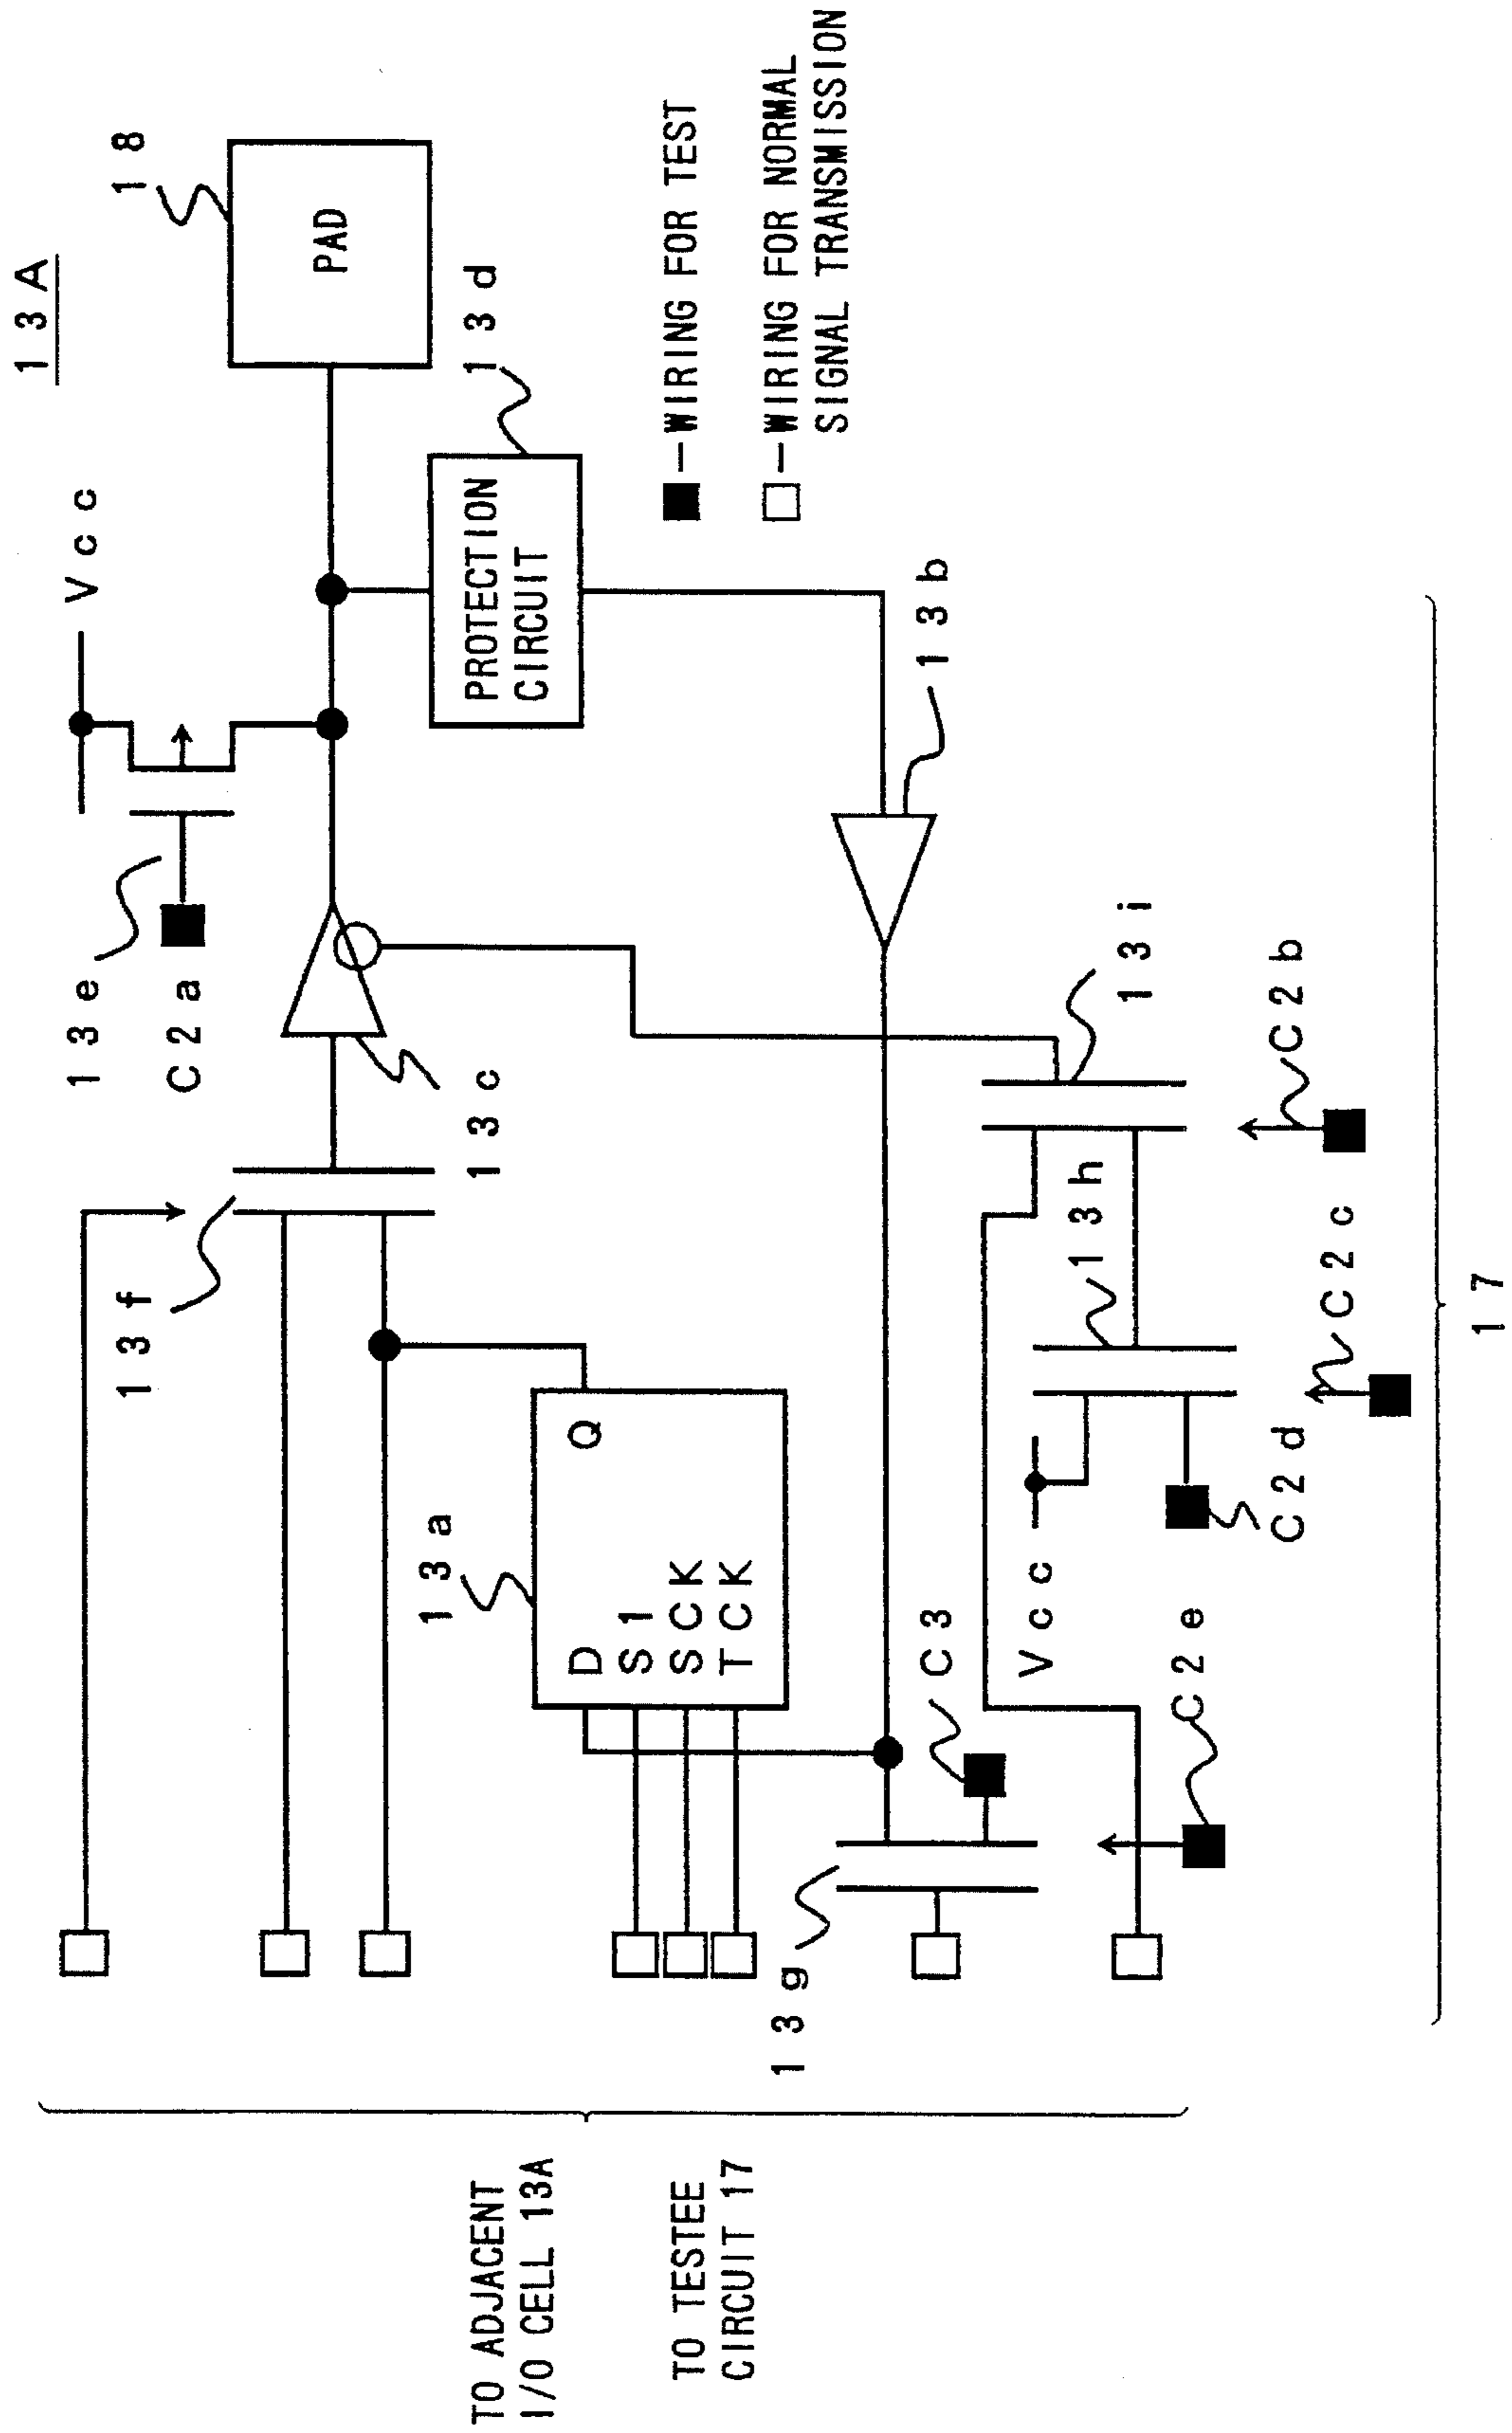 13A
Vcc
13e
C2a
18
PAD
13f
13c
13d
PROTECTION
CIRCUIT
13a
D
S1
SCK
TCK
Q
■—WIRING FOR TEST
□—WIRING FOR NORMAL
SIGNAL TRANSMISSION
13b
13g
C3
Vcc
13h
13i
C2e
C2d
C2c
C2b
17
TO ADJACENT
I/O CELL 13A
TO TESTEE
CIRCUIT 17